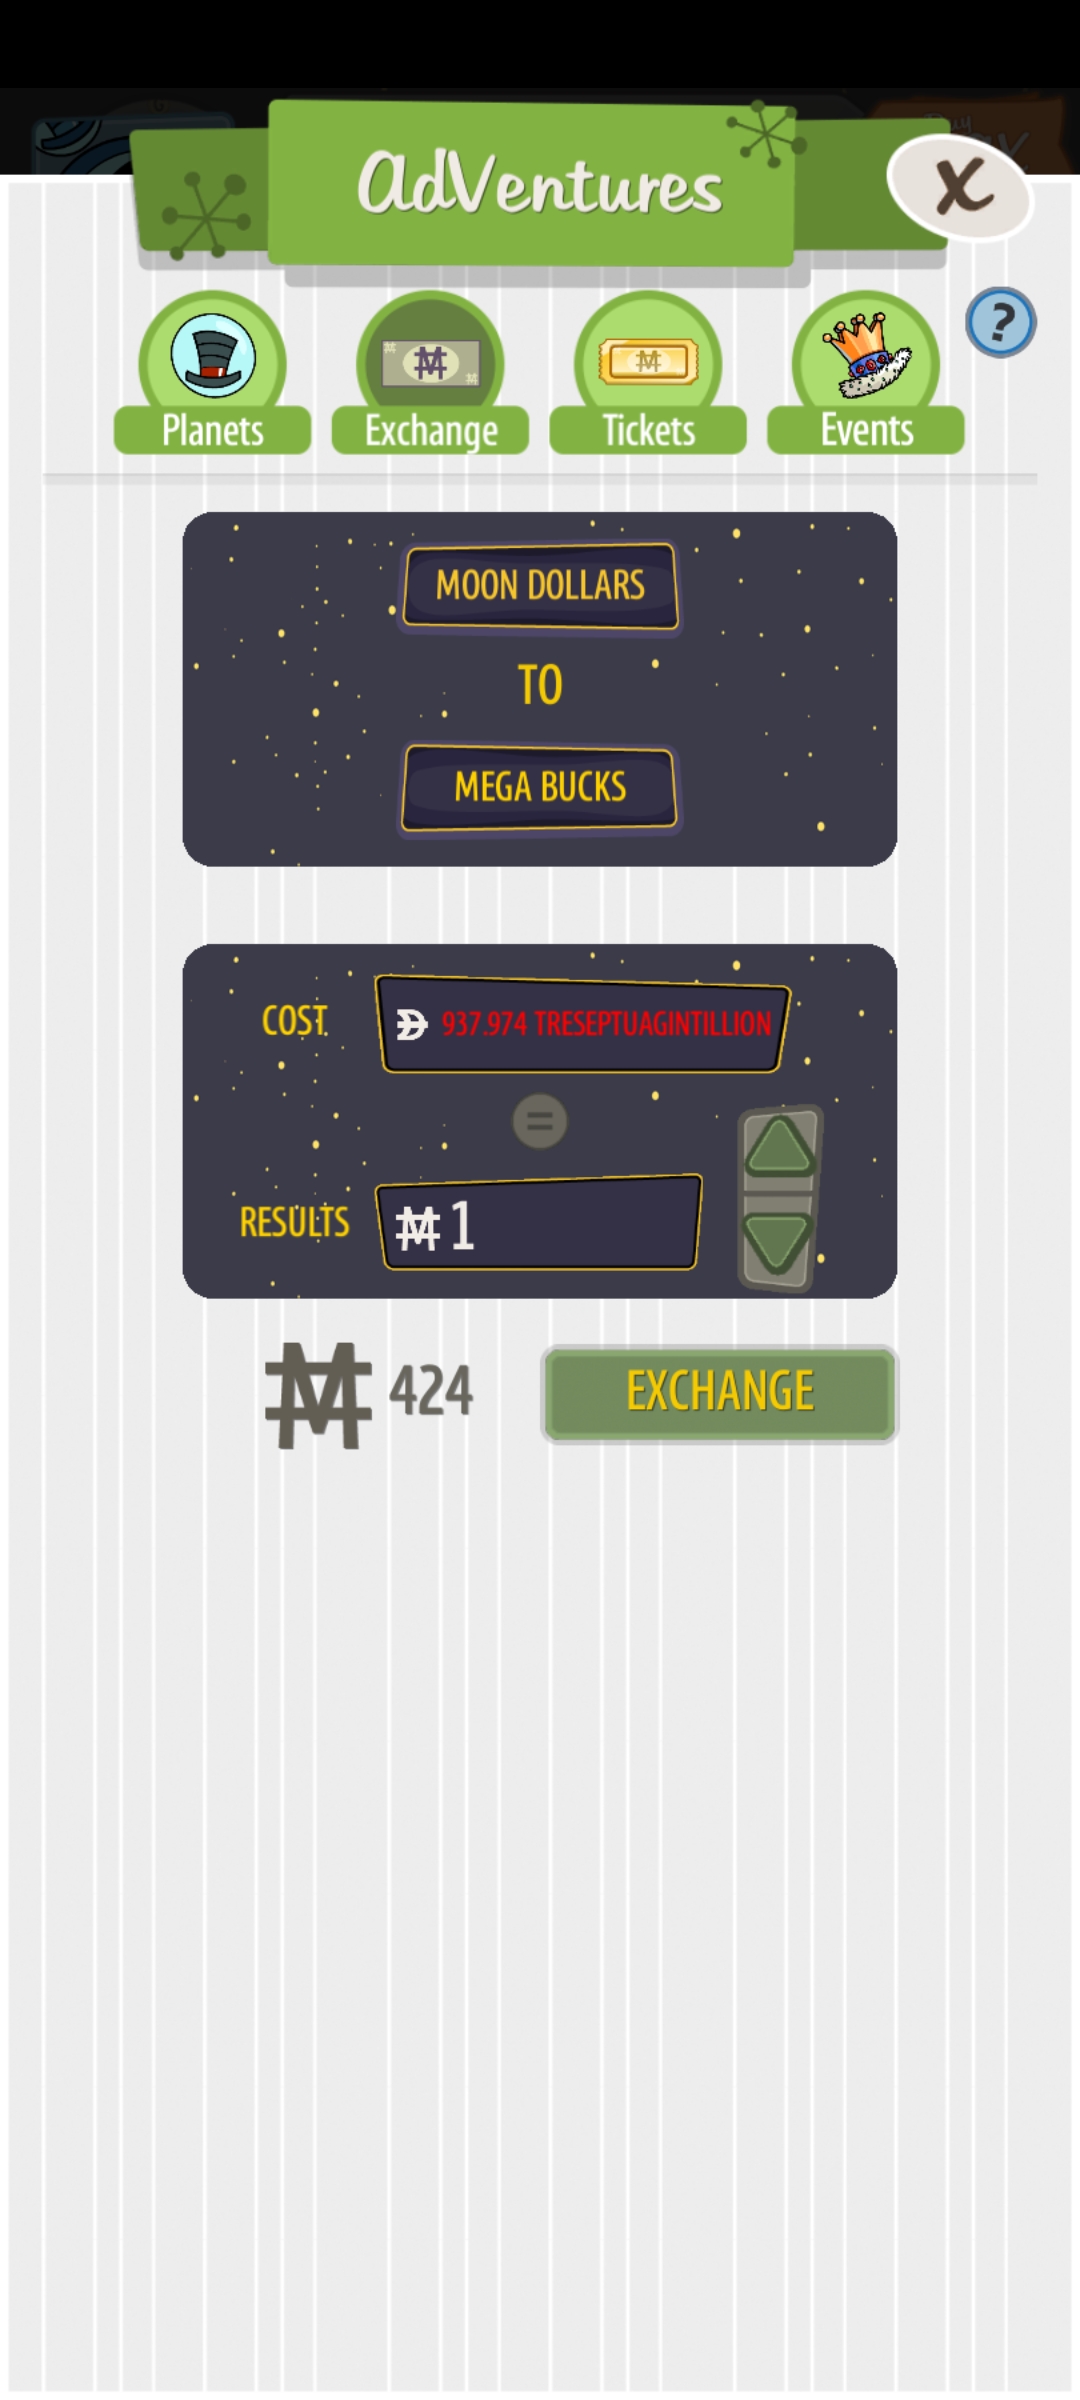 AdVentures
X
?
Planets Exchange Tickets Events
MOON DOLLARS
TO
MEGA BUCKS
COST 937.974 TRESEPTUAGINTILLION
=
RESULTS 1
424 EXCHANGE